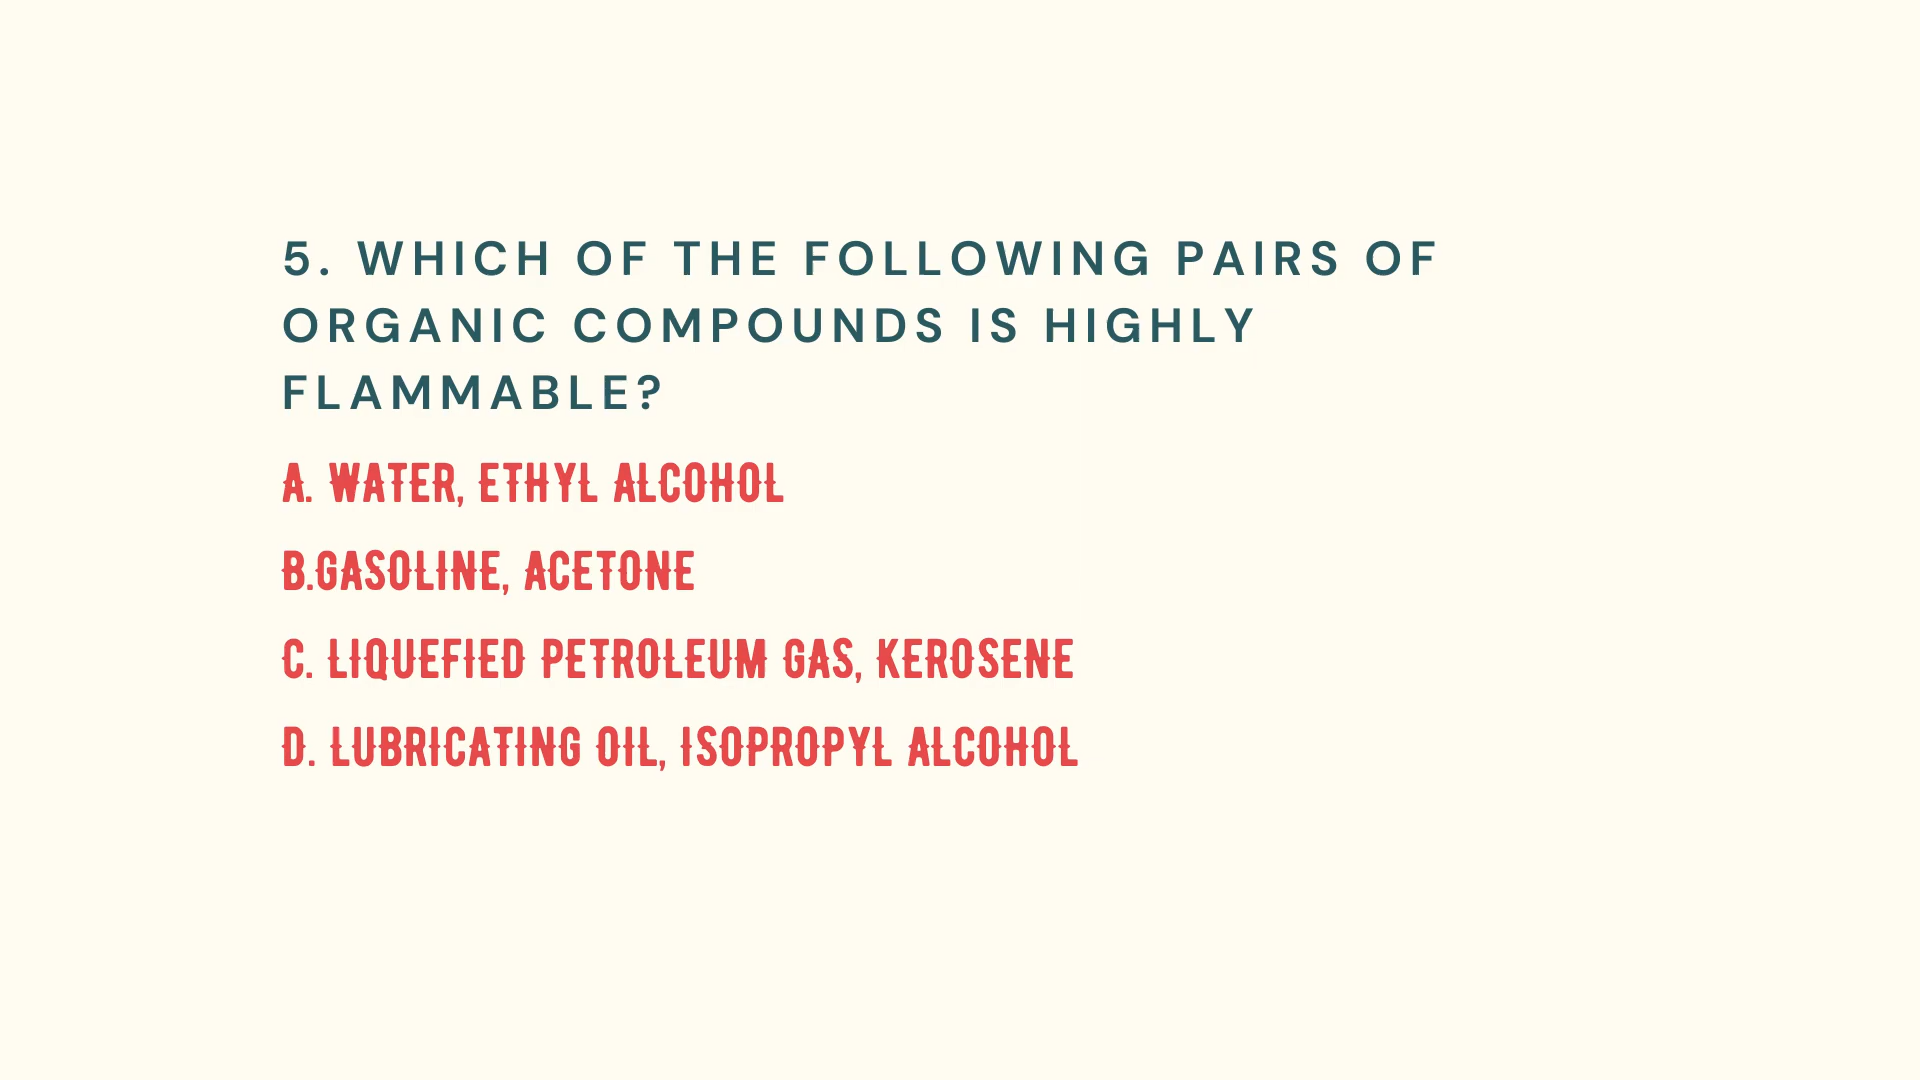 5. WHICH OF THE FOLLOWING PAIRS OF
ORGANIC COMPOUNDS IS HIGHLY
FLAMMABLE?
A. WATER, ETHYL ALCOHOL
B.GASOLINE, ACETONE
C. LIQUEFIED PETROLEUM GAS, KEROSENE
D. LUBRICATING OIL, ISOPROPYL ALCOHOL